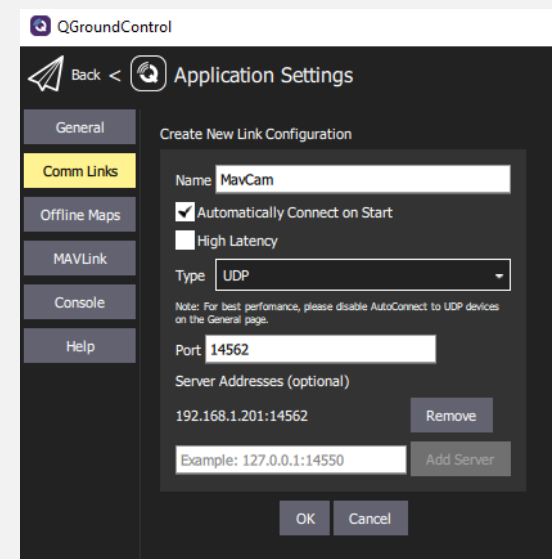 QGroundControl
Back < Application Settings
General
Comm Links
Offline Maps
MAVLink
Console
Help
Create New Link Configuration
Name MavCam
Automatically Connect on Start
High Latency
Type UDP
Note: For best perfomance, please disable AutoConnect to UDP devices
on the General page.
Port 14562
Server Addresses (optional)
192.168.1.201:14562 Remove
Example: 127.0.0.1:14550 Add Server
OK Cancel